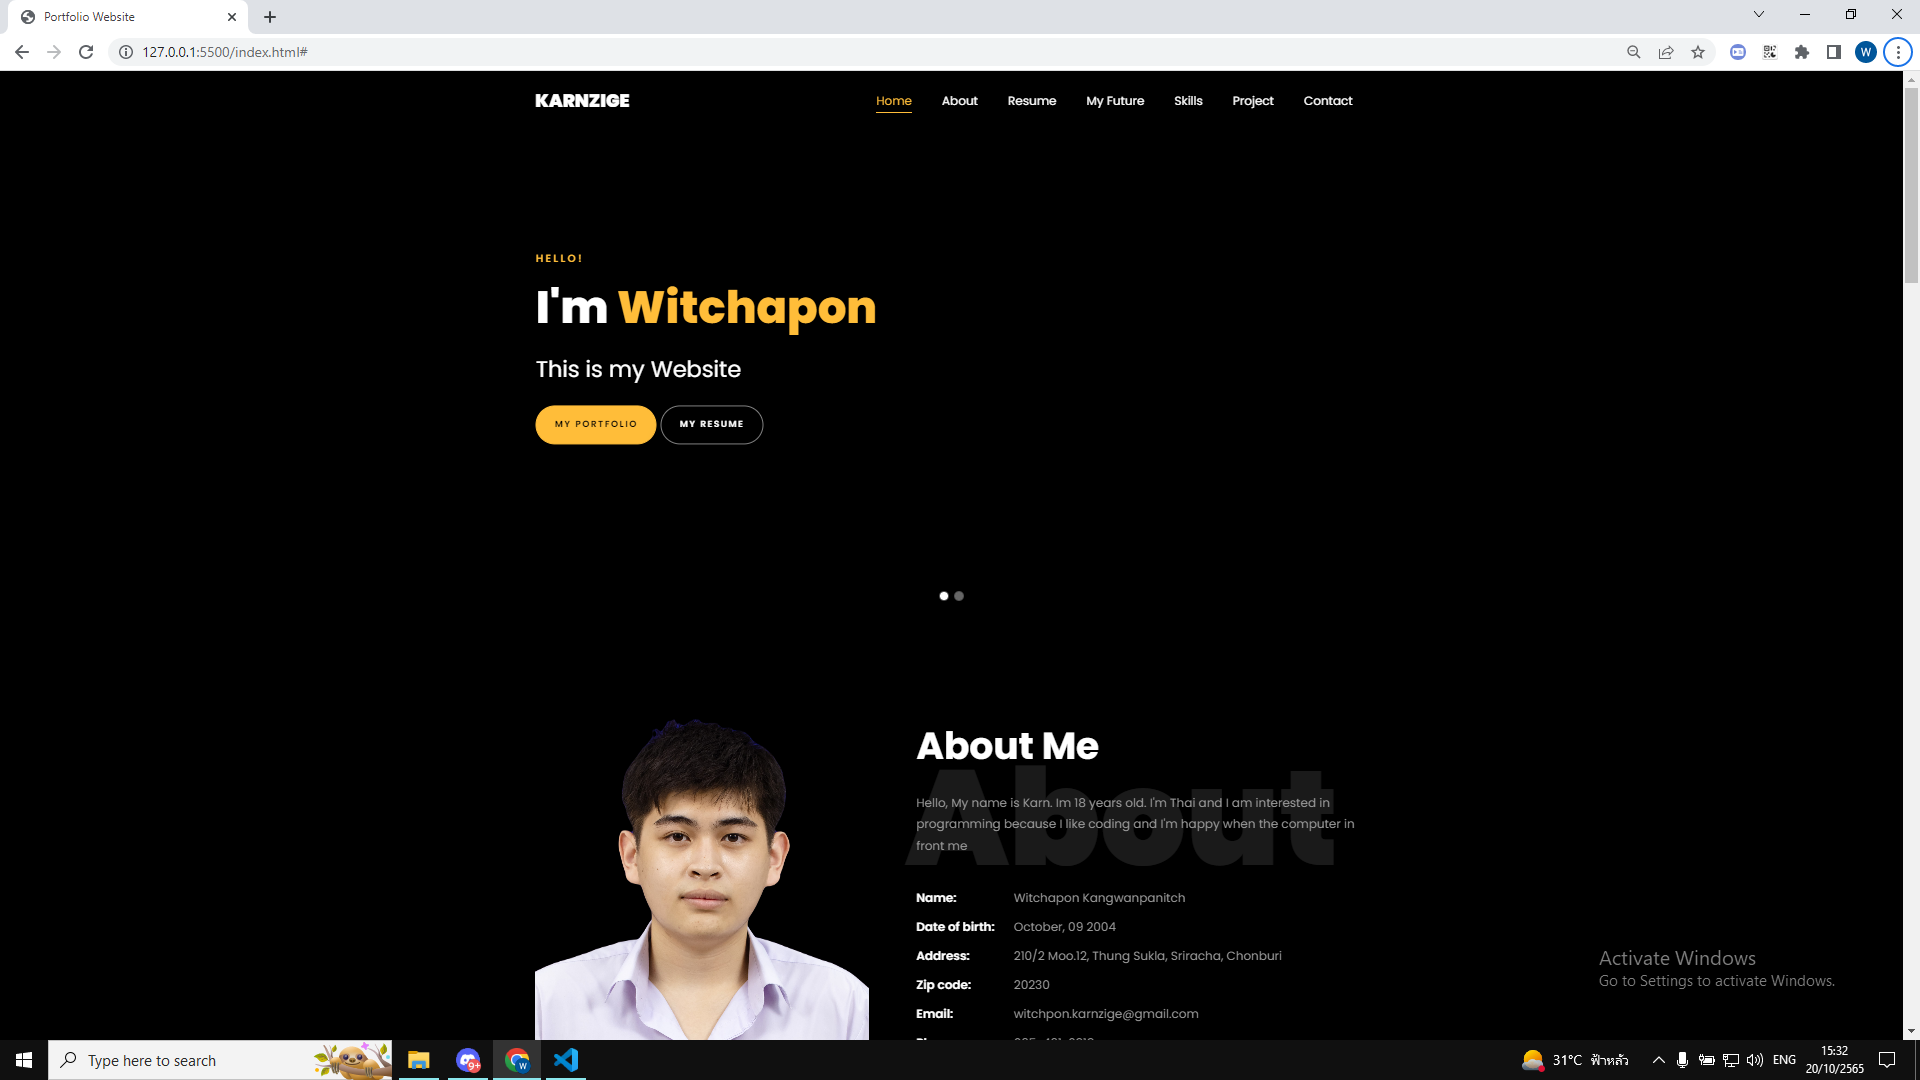 Portfolio Website
127.0.0.1:5500/index.html#
W
KARNZIGE
Home About Resume My Future Skills Project Contact
HELLO!
I'm Witchapon
This is my Website
MY PORTFOLIO MY RESUME
About Me
About
Hello, My name is Karn. Im 18 years old. I'm Thai and I am interested in
programming because I like coding and I'm happy when the computer in
front me
Name: Witchapon Kangwanpanitch
Date of birth: October, 09 2004
Address: 210/2 Moo.12, Thung Sukla, Sriracha, Chonburi
Zip code: 20230
Email: witchpon.karnzige@gmail.com
Activate Windows
Go to Settings to activate Windows.
Type here to search
9+
W
31°C ฟ้าหลัว
ENG
15:32
20/10/2565